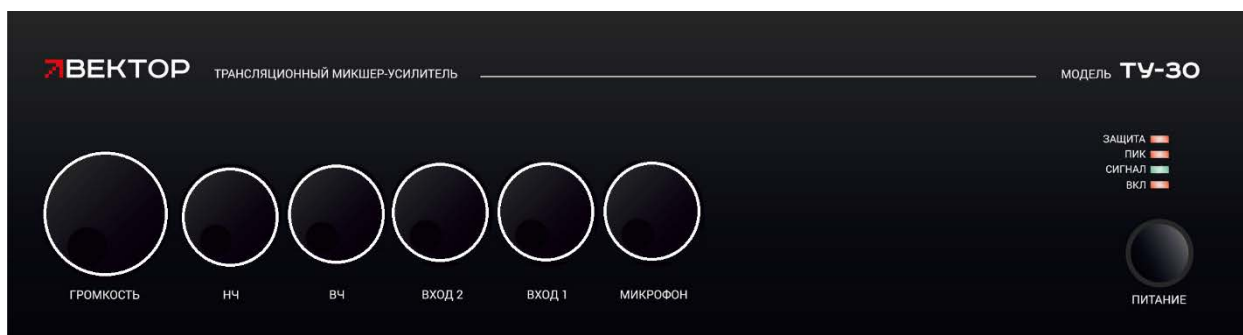 ВЕКТОР ТРАНСЛЯЦИОННЫЙ МИКШЕР-УСИЛИТЕЛЬ МОДЕЛЬ ТУ-30
ЗАЩИТА
ПИК
СИГНАЛ
ВКЛ
ГРОМКОСТЬ НЧ ВЧ ВХОД 2 ВХОД 1 МИКРОФОН ПИТАНИЕ